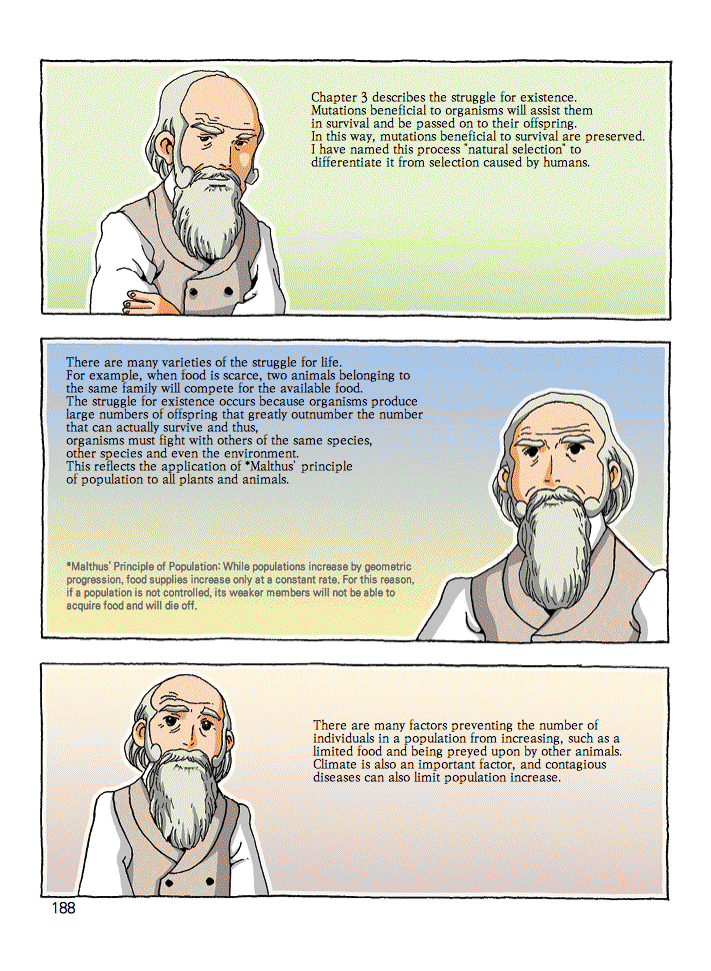 Chapter 3 describes the struggle for existence.
Mutations beneficial to organisms will assist them
in survival and be passed on to their offspring.
In this way, mutations beneficial to survival are preserved.
I have named this process "natural selection" to
differentiate it from selection caused by humans.
There are many varieties of the struggle for life.
For example, when food is scarce, two animals belonging to
the same family will compete for the available food.
The struggle for existence occurs because organisms produce
large numbers of offspring that greatly outnumber the number
that can actually survive and thus,
organisms must fight with others of the same species,
other species and even the environment.
This reflects the application of *Malthus' principle
of population to all plants and animals.
*Malthus' Principle of Population: While populations increase by geometric
progression, food supplies increase only at a constant rate. For this reason,
if a population is not controlled, its weaker members will not be able to
acquire food and will die off.
There are many factors preventing the number of
individuals in a population from increasing, such as a
limited food and being preyed upon by other animals.
Climate is also an important factor, and contagious
diseases can also limit population increase.
188